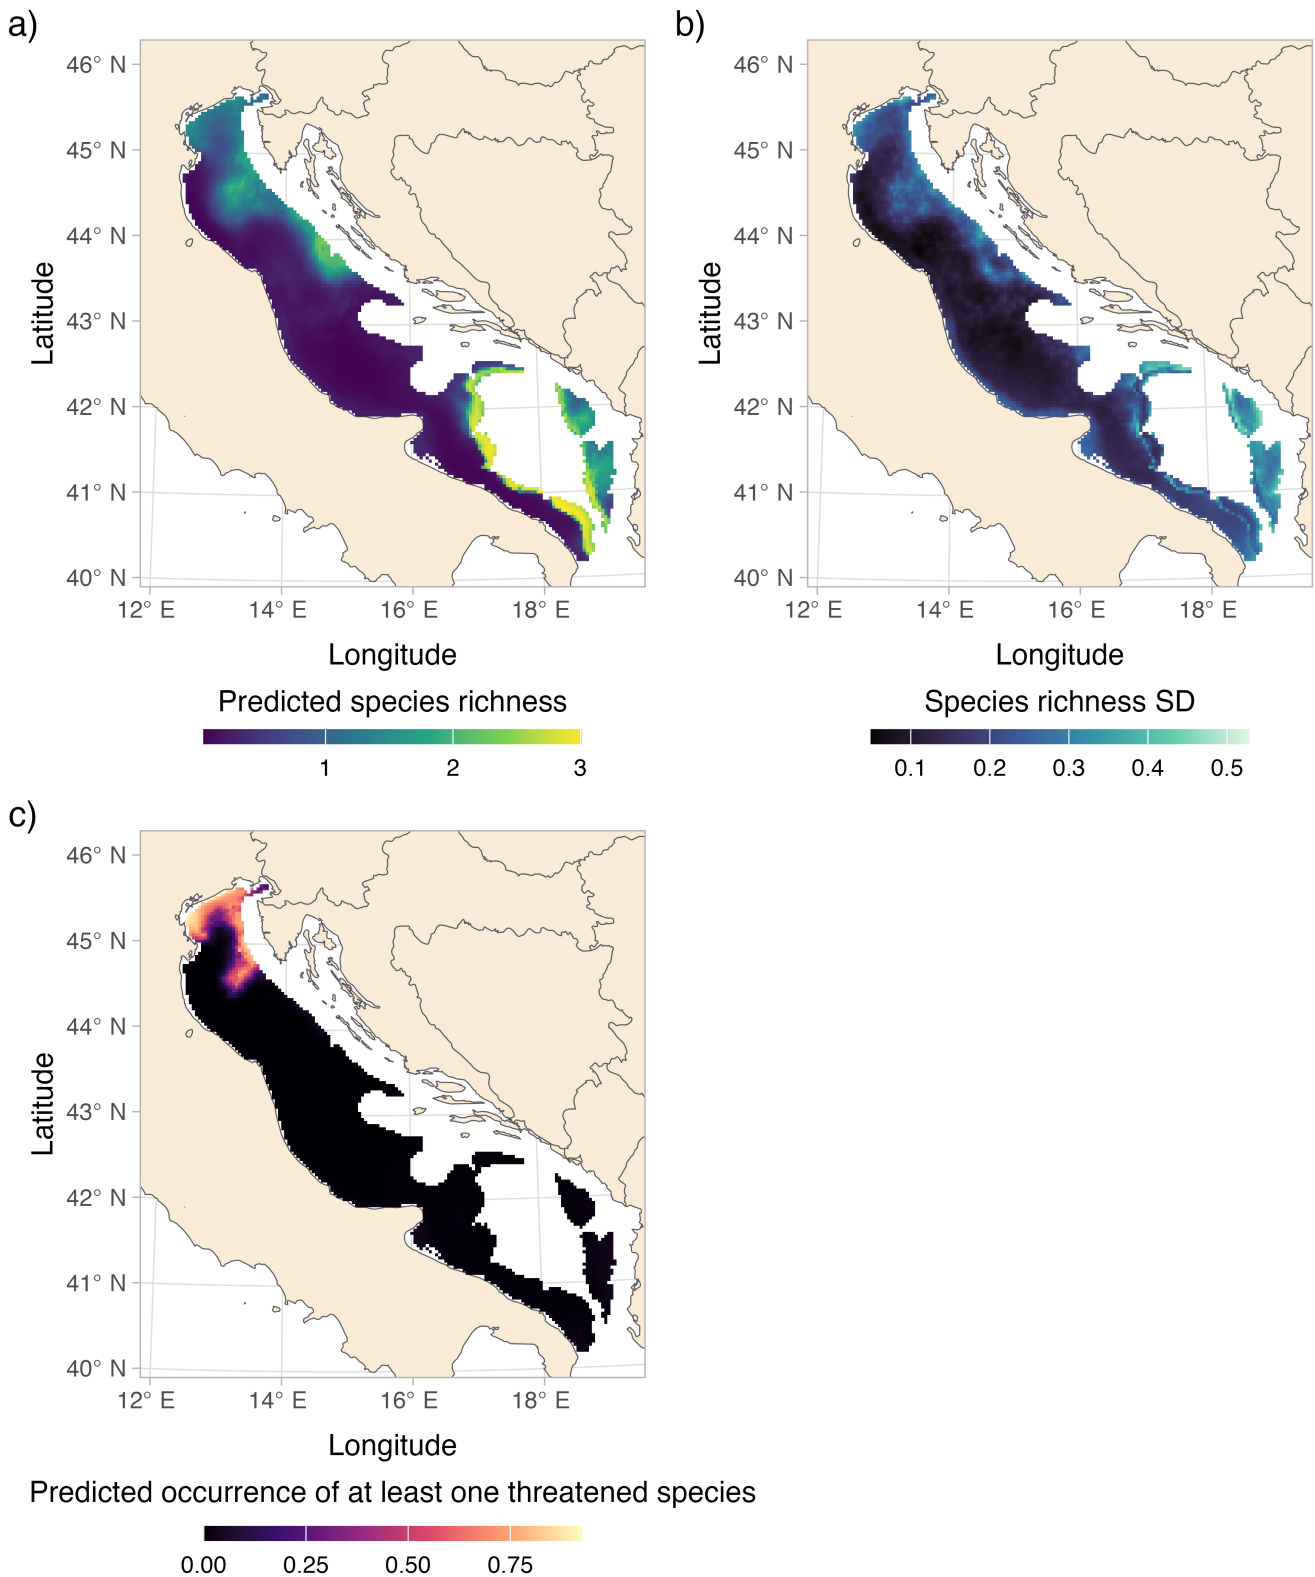 a)
46° N
45° N
44° N
43° N
42° N
41° N
40° N
Latitude
12° E 14° E 16° E 18° E
Longitude
Predicted species richness
1 2 3
b)
46° N
45° N
44° N
43° N
42° N
41° N
40° N
Latitude
12° E 14° E 16° E 18° E
Longitude
Species richness SD
0.1 0.2 0.3 0.4 0.5
c)
46° N
45° N
44° N
43° N
42° N
41° N
40° N
Latitude
12° E 14° E 16° E 18° E
Longitude
Predicted occurrence of at least one threatened species
0.00 0.25 0.50 0.75